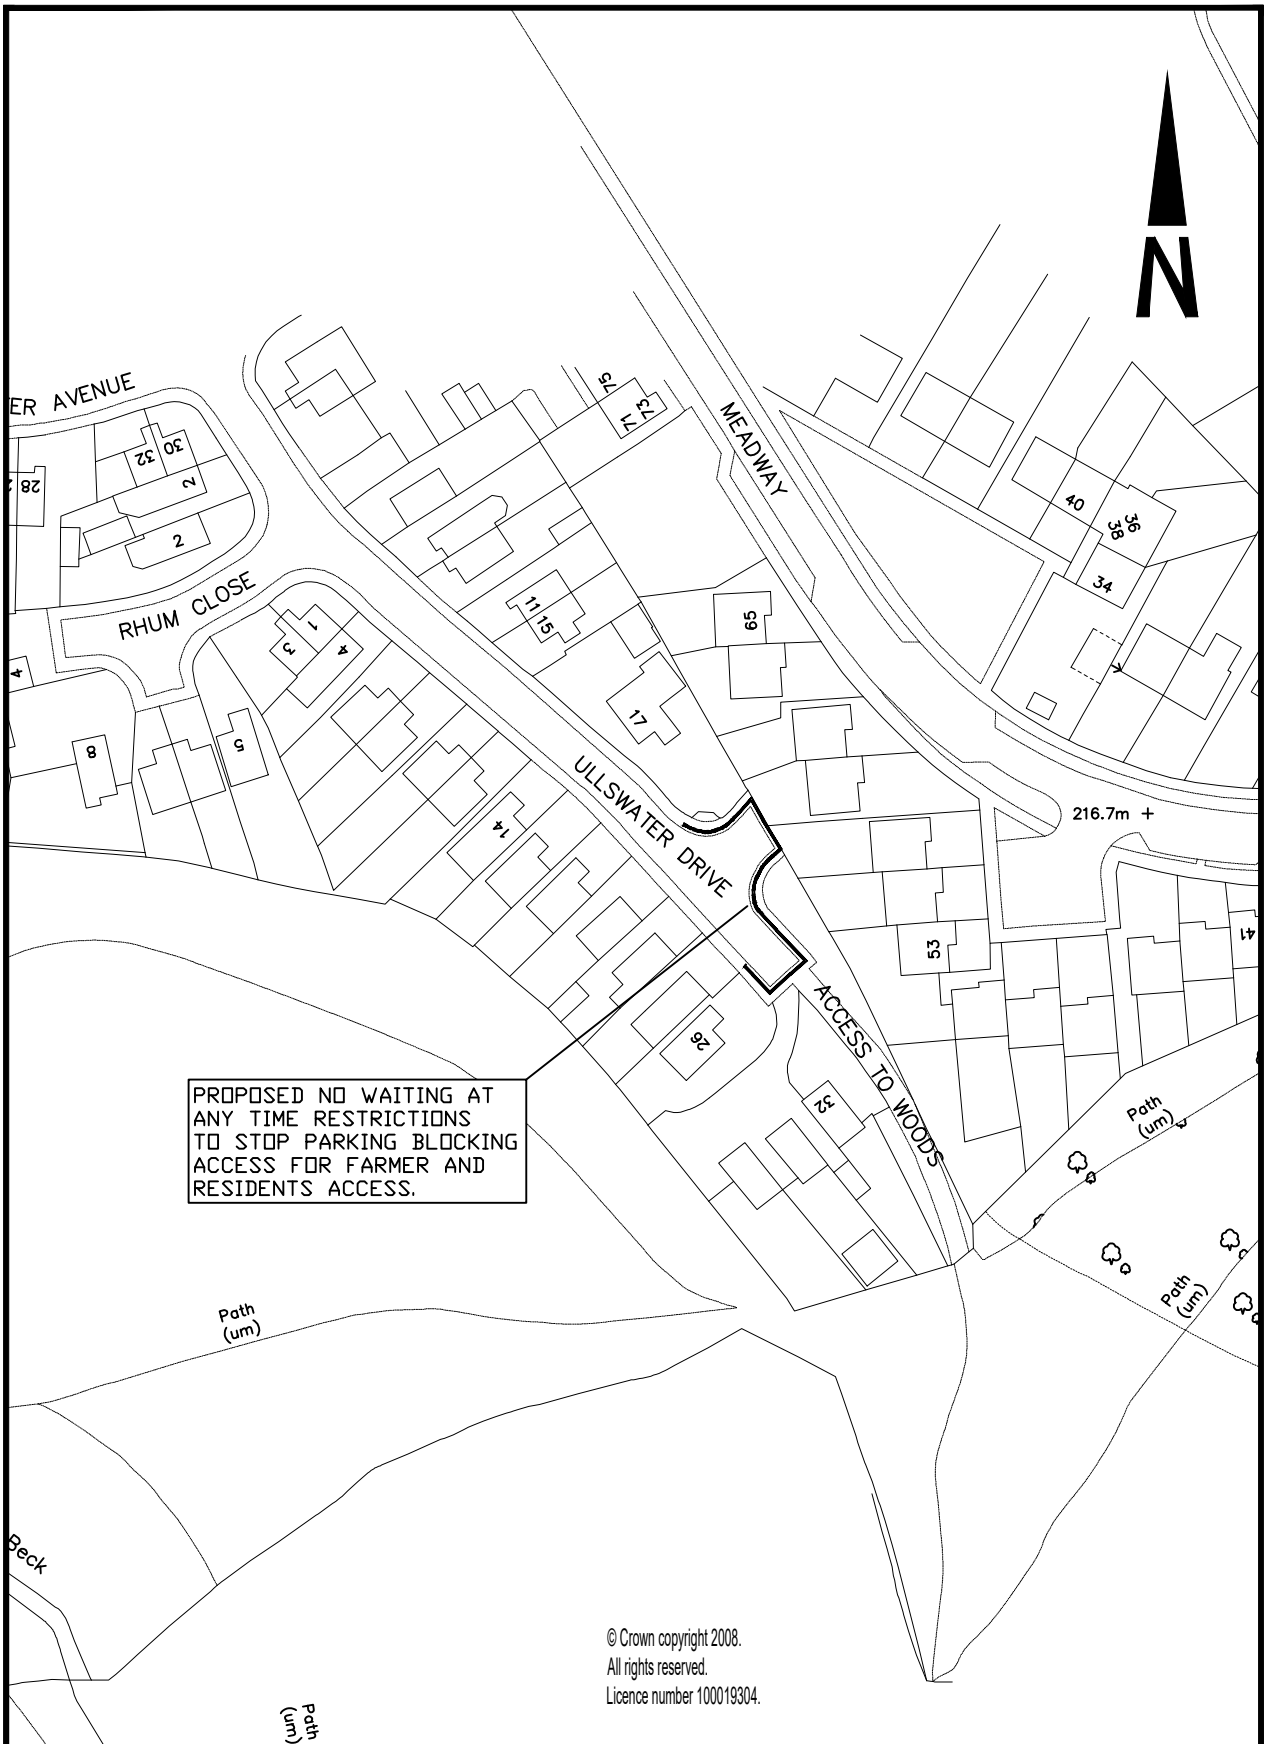 N
ER AVENUE
75
73
71
MEADWAY
30
32
28
2
2
40
36
38
34
RHUM CLOSE
11
15
65
1
3
4
4
17
5
8
ULLSWATER DRIVE
216.7m +
14
53
41
26
ACCESS TO WOODS
32
PROPOSED NO WAITING AT
ANY TIME RESTRICTIONS
TO STOP PARKING BLOCKING
ACCESS FOR FARMER AND
RESIDENTS ACCESS.
Path
(um)
Path
(um)
Path
(um)
Beck
© Crown copyright 2008.
All rights reserved.
Licence number 100019304.
Path
(um)